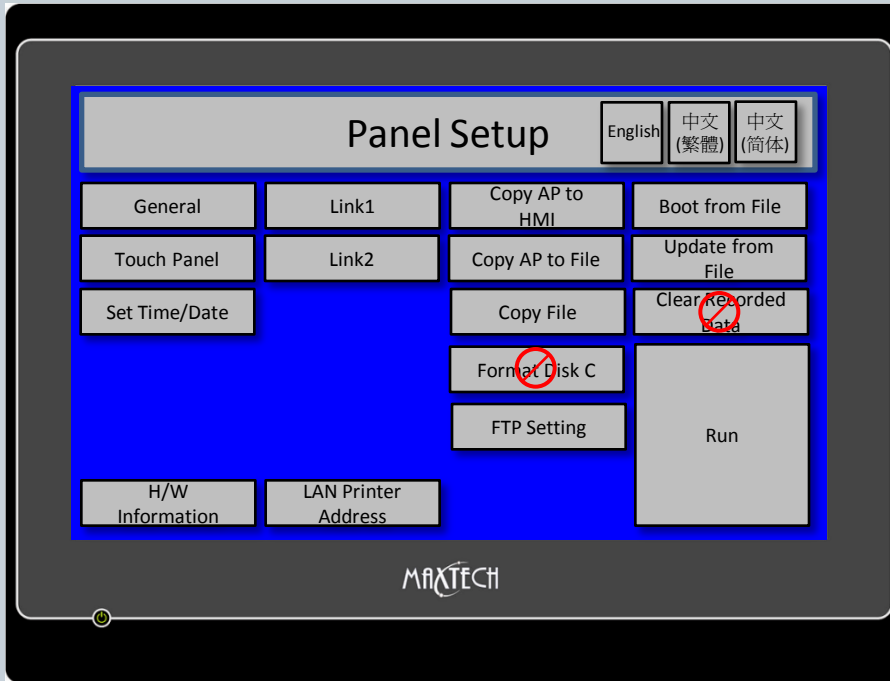 Panel Setup
English
中文
(繁體)
中文
(简体)
General
Link1
Copy AP to
HMI
Boot from File
Touch Panel
Link2
Copy AP to File
Update from
File
Set Time/Date
Copy File
Clear Recorded
Data
Format Disk C
FTP Setting
Run
H/W
Information
LAN Printer
Address
MAXTECH